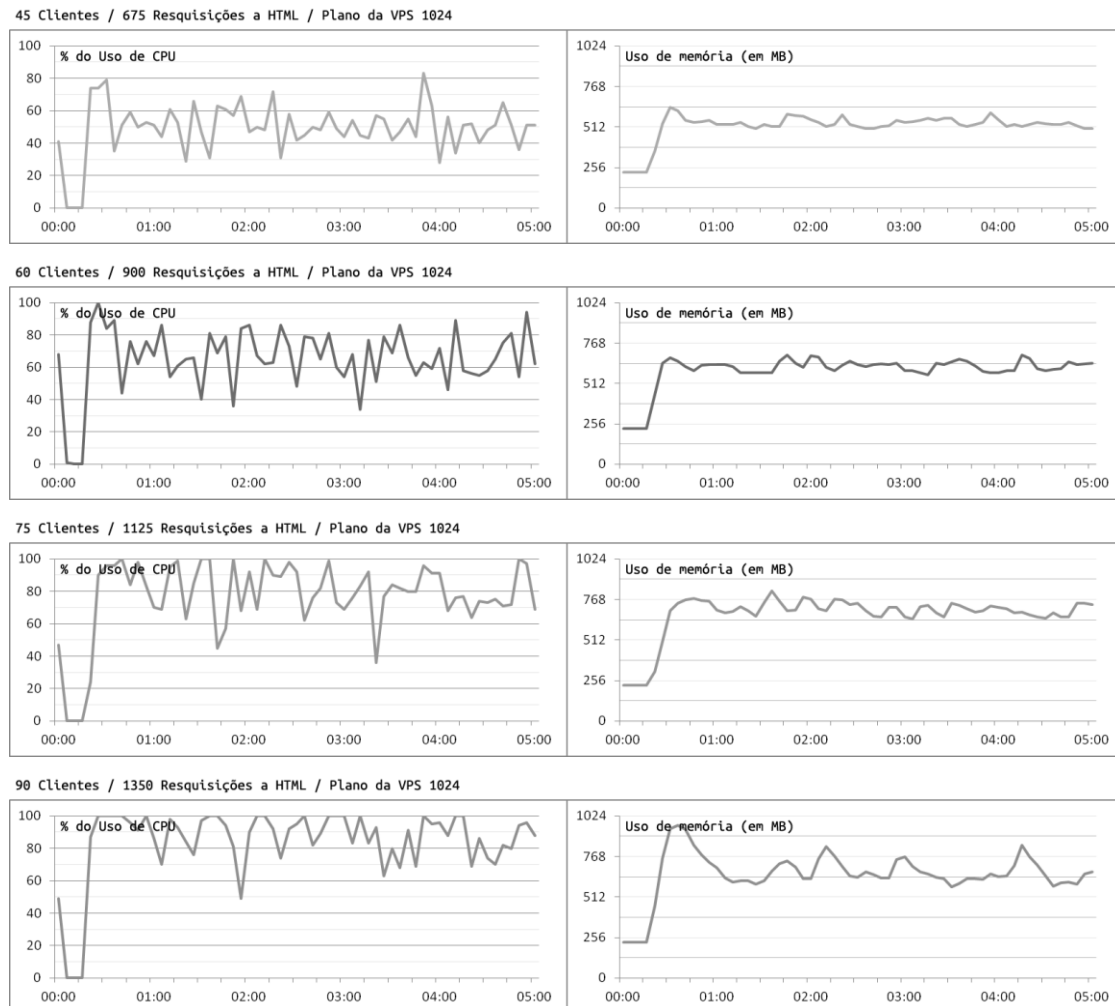 45 Clientes / 675 Resquisições a HTML / Plano da VPS 1024
% do Uso de CPU
100
80
60
40
20
0
00:00 01:00 02:00 03:00 04:00 05:00
Uso de memória (em MB)
1024
768
512
256
0
00:00 01:00 02:00 03:00 04:00 05:00
60 Clientes / 900 Resquisições a HTML / Plano da VPS 1024
% do Uso de CPU
100
80
60
40
20
0
00:00 01:00 02:00 03:00 04:00 05:00
Uso de memória (em MB)
1024
768
512
256
0
00:00 01:00 02:00 03:00 04:00 05:00
75 Clientes / 1125 Resquisições a HTML / Plano da VPS 1024
% do Uso de CPU
100
80
60
40
20
0
00:00 01:00 02:00 03:00 04:00 05:00
Uso de memória (em MB)
1024
768
512
256
0
00:00 01:00 02:00 03:00 04:00 05:00
90 Clientes / 1350 Resquisições a HTML / Plano da VPS 1024
% do Uso de CPU
100
80
60
40
20
0
00:00 01:00 02:00 03:00 04:00 05:00
Uso de memória (em MB)
1024
768
512
256
0
00:00 01:00 02:00 03:00 04:00 05:00